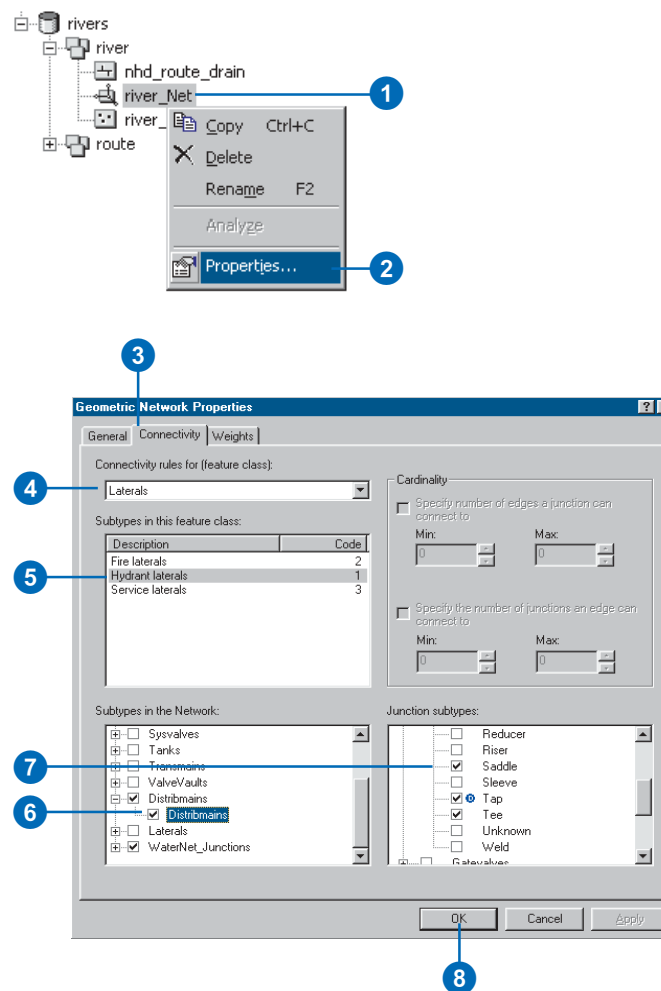 rivers
river
nhd_route_drain
river_Net
1
river_
Copy Ctrl+C
route
Delete
Rename F2
Analyze
Properties...
2
3
Geometric Network Properties
?
General Connectivity Weights
Connectivity rules for (feature class):
4
Laterals
Subtypes in this feature class:
Description Code
Fire laterals 2
5
Hydrant laterals 1
Service laterals 3
Cardinality
Specify number of edges a junction can
connect to
Min: Max:
0 0
Specify the number of junctions an edge can
connect to
Min: Max:
0 0
Subtypes in the Network:
Sysvalves
Tanks
7
Transmains
ValveVaults
Distribmains
6
Distribmains
Laterals
WaterNet_Junctions
Junction subtypes:
Reducer
Riser
Saddle
Sleeve
D Tap
Tee
Unknown
Weld
Gatevalves
OK Cancel Apply
8